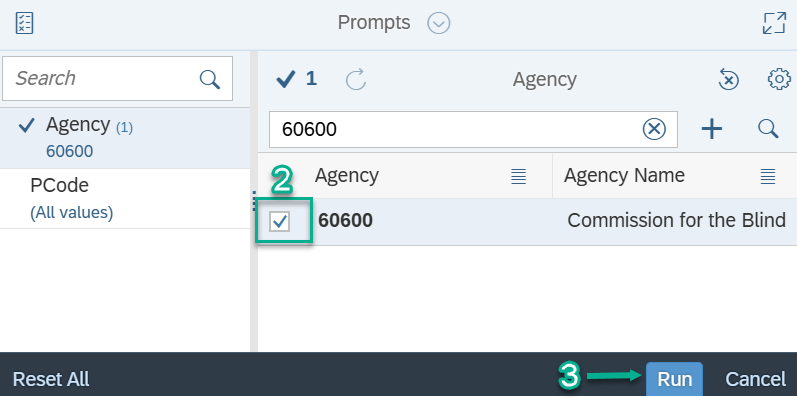 Prompts
Search
1
Agency
60600
Agency (1)
60600
PCode
(All values)
2
Agency
Agency Name
60600
Commission for the Blind
Reset All
3
Run
Cancel